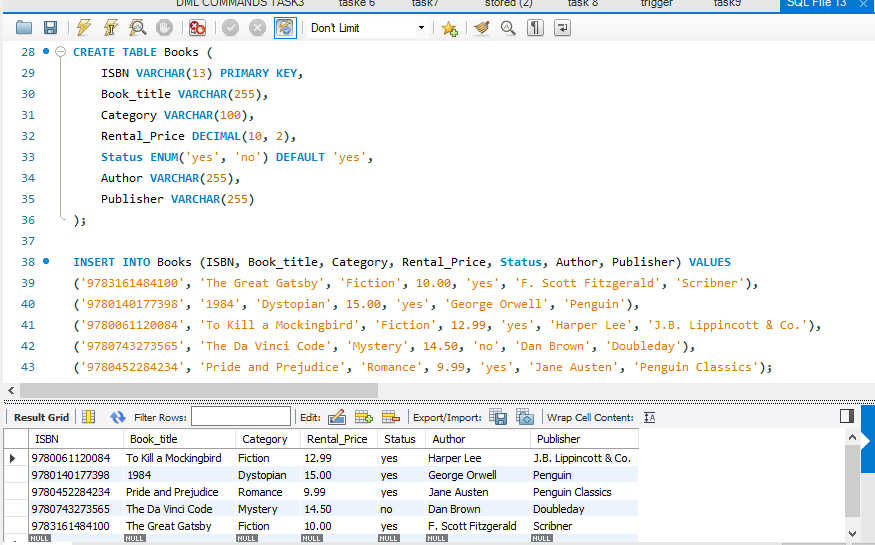 DML COMMANDS TASK3 taske 6 task7 stored (2) task 8 trigger task9 SQL File 13
Don't Limit
28 CREATE TABLE Books (
29 ISBN VARCHAR(13) PRIMARY KEY,
30 Book_title VARCHAR(255),
31 Category VARCHAR(100),
32 Rental_Price DECIMAL(10, 2),
33 Status ENUM('yes', 'no') DEFAULT 'yes',
34 Author VARCHAR(255),
35 Publisher VARCHAR(255)
36 );
37
38 INSERT INTO Books (ISBN, Book_title, Category, Rental_Price, Status, Author, Publisher) VALUES
39 ('9783161484100', 'The Great Gatsby', 'Fiction', 10.00, 'yes', 'F. Scott Fitzgerald', 'Scribner'),
40 ('9780140177398', '1984', 'Dystopian', 15.00, 'yes', 'George Orwell', 'Penguin'),
41 ('9780061120084', 'To Kill a Mockingbird', 'Fiction', 12.99, 'yes', 'Harper Lee', 'J.B. Lippincott & Co.'),
42 ('9780743273565', 'The Da Vinci Code', 'Mystery', 14.50, 'no', 'Dan Brown', 'Doubleday'),
43 ('9780452284234', 'Pride and Prejudice', 'Romance', 9.99, 'yes', 'Jane Austen', 'Penguin Classics');
Result Grid Filter Rows: Edit: Export/Import: Wrap Cell Content:
ISBN Book_title Category Rental_Price Status Author Publisher
9780061120084 To Kill a Mockingbird Fiction 12.99 yes Harper Lee J.B. Lippincott & Co.
9780140177398 1984 Dystopian 15.00 yes George Orwell Penguin
9780452284234 Pride and Prejudice Romance 9.99 yes Jane Austen Penguin Classics
9780743273565 The Da Vinci Code Mystery 14.50 no Dan Brown Doubleday
9783161484100 The Great Gatsby Fiction 10.00 yes F. Scott Fitzgerald Scribner
NULL NULL NULL NULL NULL NULL NULL